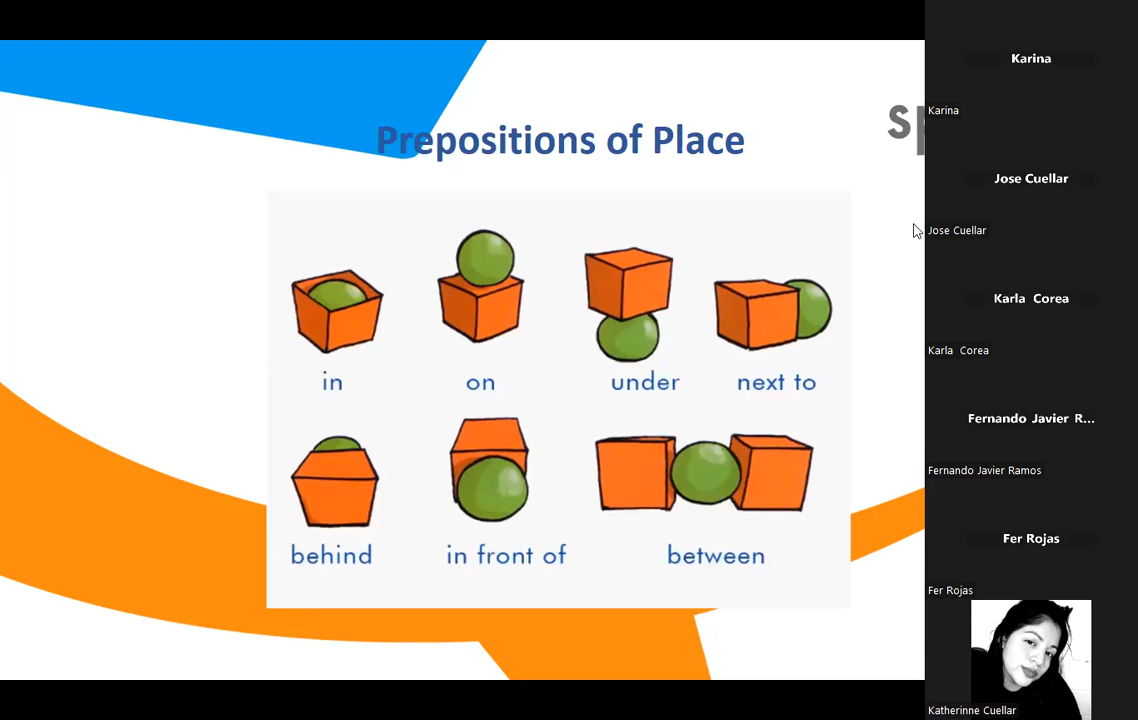 Prepositions of Place
in
on
under
next to
behind
in front of
between
Karina
Karina
Jose Cuellar
Jose Cuellar
Karla Corea
Karla Corea
Fernando Javier R...
Fernando Javier Ramos
Fer Rojas
Fer Rojas
Katherinne Cuellar